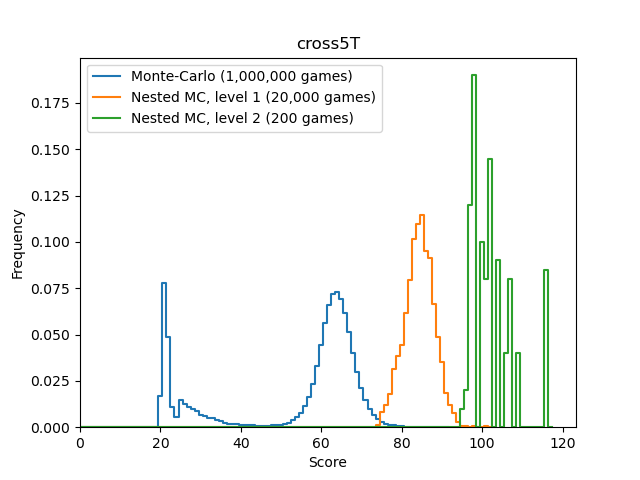 cross5T
Monte-Carlo (1,000,000 games)
Nested MC, level 1 (20,000 games)
Nested MC, level 2 (200 games)
Frequency
0.175
0.150
0.125
0.100
0.075
0.050
0.025
0.000
0 20 40 60 80 100 120
Score